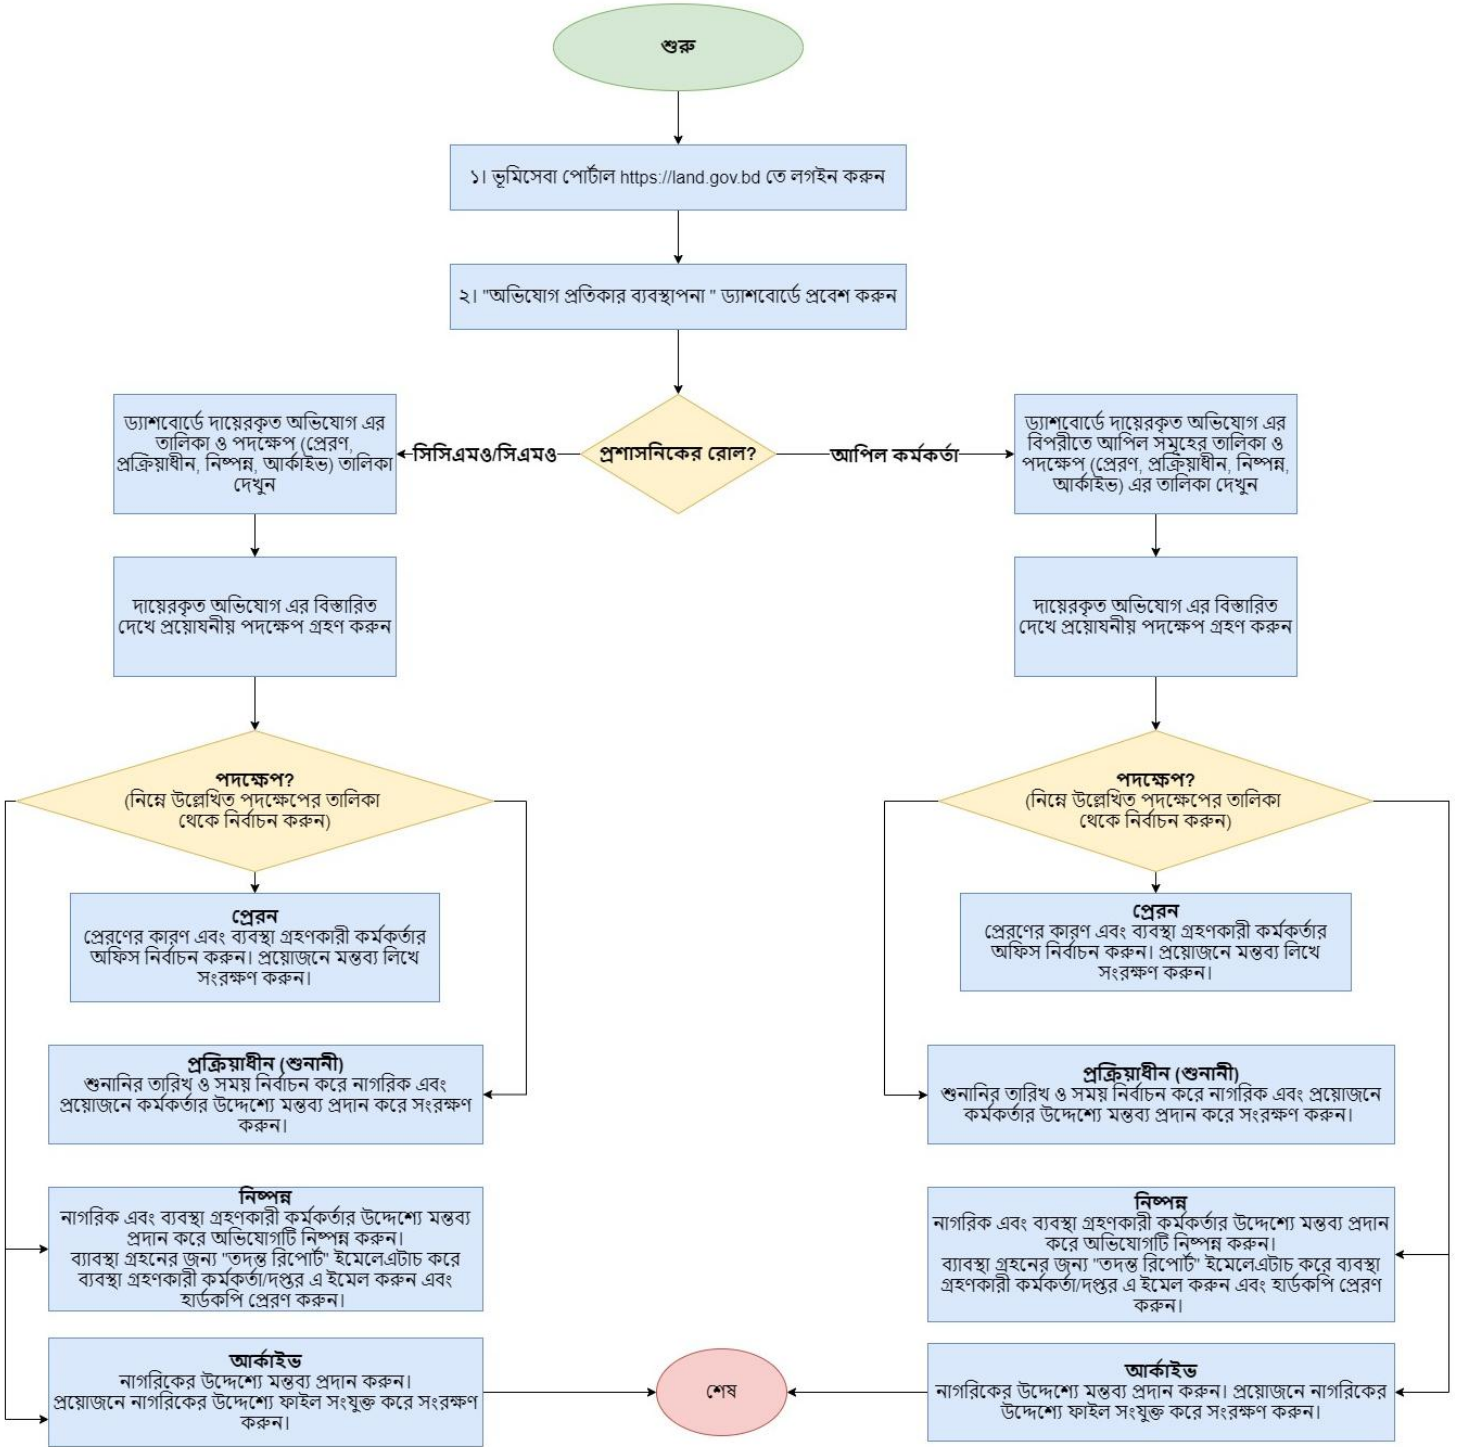 শুরু
১। ভূমিসেবা পোর্টাল https://land.gov.bd তে লগইন করুন
২। "অভিযোগ প্রতিকার ব্যবস্থাপনা " ড্যাশবোর্ডে প্রবেশ করুন
প্রশাসনিকের রোল?
সিসিএমও/সিএমও
আপিল কর্মকর্তা
ড্যাশবোর্ডে দায়েরকৃত অভিযোগ এর
তালিকা ও পদক্ষেপ (প্রেরণ,
প্রক্রিয়াধীন, নিষ্পন্ন, আর্কাইভ) তালিকা
দেখুন
দায়েরকৃত অভিযোগ এর বিস্তারিত
দেখে প্রয়োযনীয় পদক্ষেপ গ্রহণ করুন
পদক্ষেপ?
(নিম্নে উল্লেখিত পদক্ষেপের তালিকা
থেকে নির্বাচন করুন)
প্রেরন
প্রেরণের কারণ এবং ব্যবস্থা গ্রহণকারী কর্মকর্তার
অফিস নির্বাচন করুন। প্রয়োজনে মন্তব্য লিখে
সংরক্ষণ করুন।
প্রক্রিয়াধীন (শুনানী)
শুনানির তারিখ ও সময় নির্বাচন করে নাগরিক এবং
প্রয়োজনে কর্মকর্তার উদ্দেশ্যে মন্তব্য প্রদান করে সংরক্ষণ
করুন।
নিষ্পন্ন
নাগরিক এবং ব্যবস্থা গ্রহণকারী কর্মকর্তার উদ্দেশ্যে মন্তব্য
প্রদান করে অভিযোগটি নিষ্পন্ন করুন।
ব্যাবস্থা গ্রহনের জন্য "তদন্ত রিপোর্ট" ইমেলেএটাচ করে
ব্যবস্থা গ্রহণকারী কর্মকর্তা/দপ্তর এ ইমেল করুন এবং
হার্ডকপি প্রেরণ করুন।
আর্কাইভ
নাগরিকের উদ্দেশ্যে মন্তব্য প্রদান করুন।
প্রয়োজনে নাগরিকের উদ্দেশ্যে ফাইল সংযুক্ত করে সংরক্ষণ
করুন।
ড্যাশবোর্ডে দায়েরকৃত অভিযোগ এর
বিপরীতে আপিল সমূহের তালিকা ও
পদক্ষেপ (প্রেরণ, প্রক্রিয়াধীন, নিষ্পন্ন,
আর্কাইভ) এর তালিকা দেখুন
দায়েরকৃত অভিযোগ এর বিস্তারিত
দেখে প্রয়োযনীয় পদক্ষেপ গ্রহণ করুন
পদক্ষেপ?
(নিম্নে উল্লেখিত পদক্ষেপের তালিকা
থেকে নির্বাচন করুন)
প্রেরন
প্রেরণের কারণ এবং ব্যবস্থা গ্রহণকারী কর্মকর্তার
অফিস নির্বাচন করুন। প্রয়োজনে মন্তব্য লিখে
সংরক্ষণ করুন।
প্রক্রিয়াধীন (শুনানী)
শুনানির তারিখ ও সময় নির্বাচন করে নাগরিক এবং প্রয়োজনে
কর্মকর্তার উদ্দেশ্যে মন্তব্য প্রদান করে সংরক্ষণ করুন।
নিষ্পন্ন
নাগরিক এবং ব্যবস্থা গ্রহণকারী কর্মকর্তার উদ্দেশ্যে মন্তব্য প্রদান
করে অভিযোগটি নিষ্পন্ন করুন।
ব্যাবস্থা গ্রহনের জন্য "তদন্ত রিপোর্ট" ইমেলেএটাচ করে ব্যবস্থা
গ্রহণকারী কর্মকর্তা/দপ্তর এ ইমেল করুন এবং হার্ডকপি প্রেরণ
করুন।
আর্কাইভ
নাগরিকের উদ্দেশ্যে মন্তব্য প্রদান করুন। প্রয়োজনে নাগরিকের
উদ্দেশ্যে ফাইল সংযুক্ত করে সংরক্ষণ করুন।
শেষ